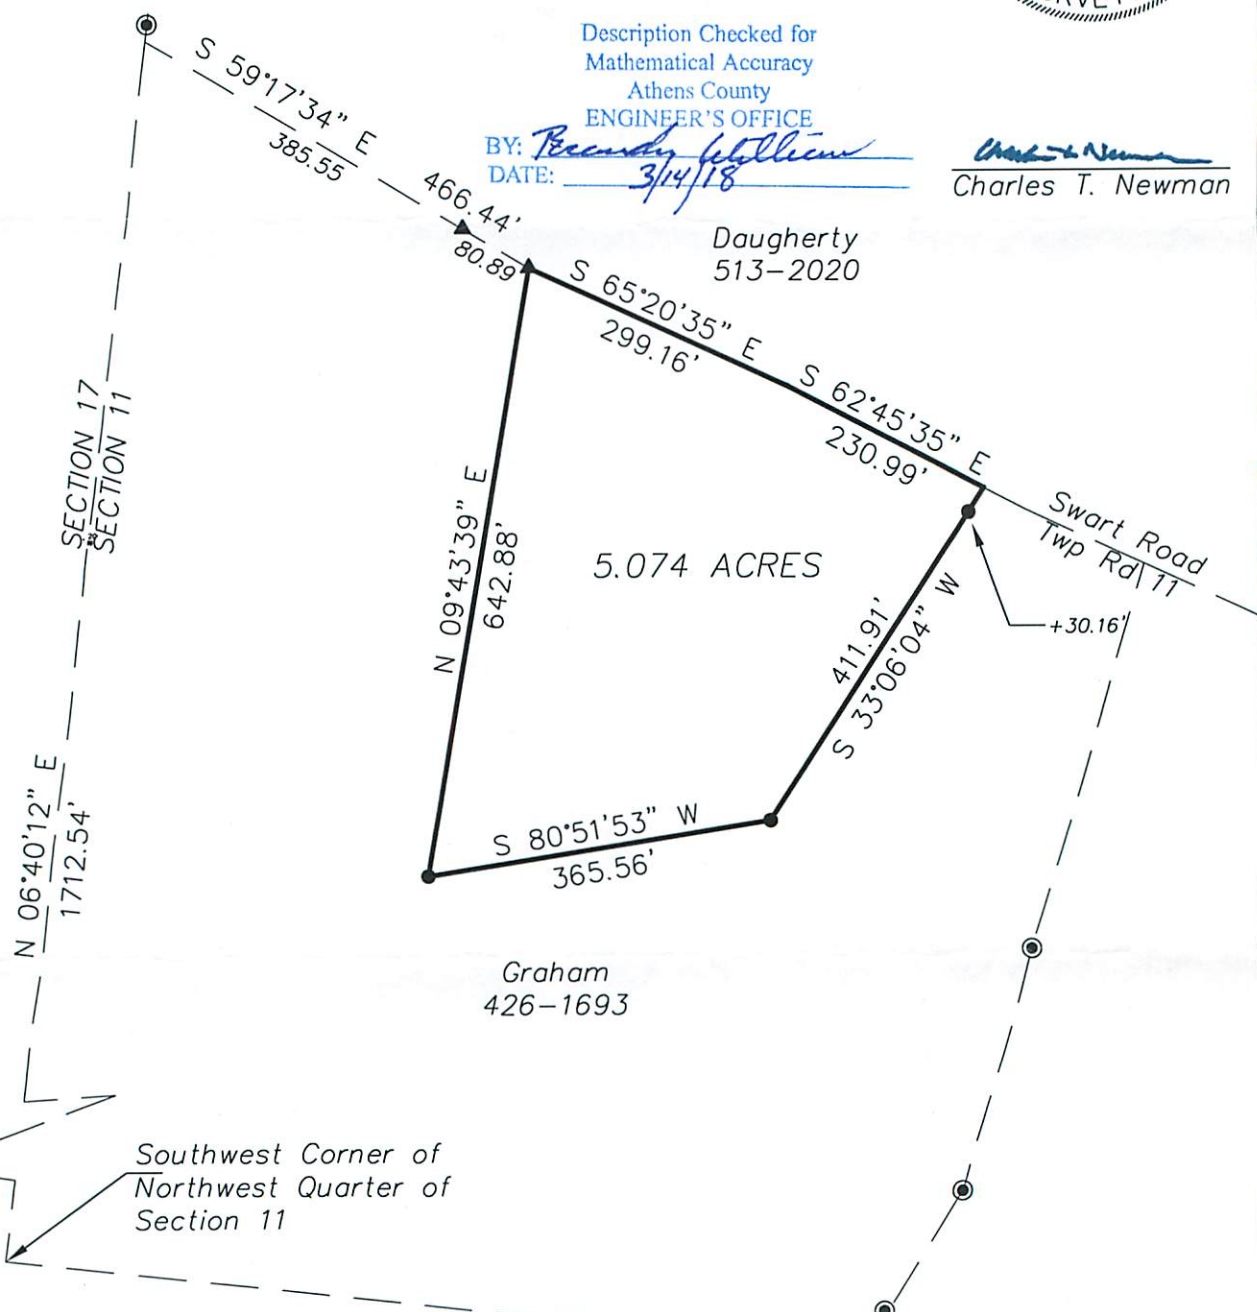 S 59°17'34" E
385.55
466.44'
80.89
Description Checked for
Mathematical Accuracy
Athens County
ENGINEER'S OFFICE
BY:
DATE: 3/14/18
Charles T. Newman
Daugherty
513-2020
S 65°20'35" E
299.16'
S 62°45'35" E
230.99'
Swart Road
Twp Rd 11
+30.16'
SECTION 17
SECTION 11
N 09°43'39" E
642.88'
5.074 ACRES
411.91'
S 33°06'04" W
S 80°51'53" W
365.56'
N 06°40'12" E
1712.54'
Graham
426-1693
Southwest Corner of
Northwest Quarter of
Section 11